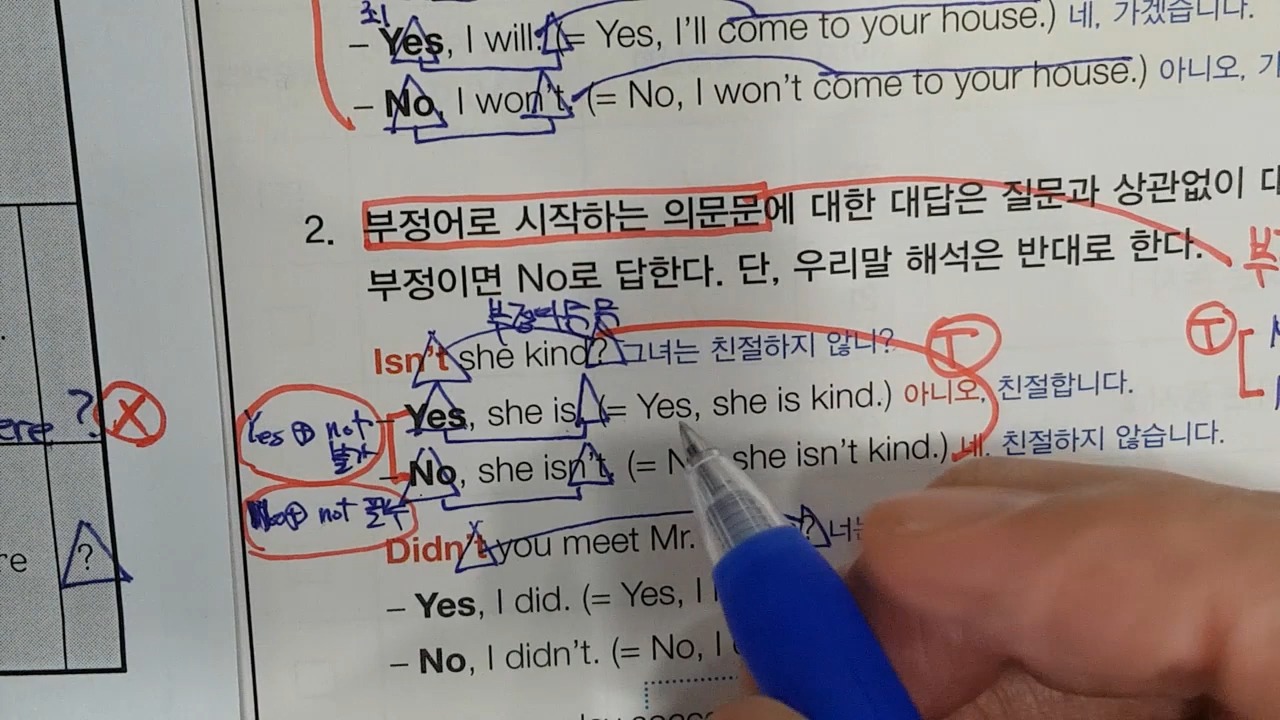 최
– Yes, I will. (= Yes, I'll come to your house.) 네, 가겠습니다.
– No, I won't. (= No, I won't come to your house.) 아니오,
2. 부정어로 시작하는 의문문에 대한 대답은 질문과 상관없이
부정이면 No로 답한다. 단, 우리말 해석은 반대로 한다.
Isn't she kind? 그녀는 친절하지 않니? T
T
– Yes, she is. (= Yes, she is kind.) 아니오, 친절합니다.
Yes ⊕ not 불가
ere ? X
– No, she isn't. (= N she isn't kind.) 네. 친절하지 않습니다.
No ⊕ not 필수
re ?
Didn't you meet Mr. ? 너는
– Yes, I did. (= Yes, I
– No, I didn't. (= No, I